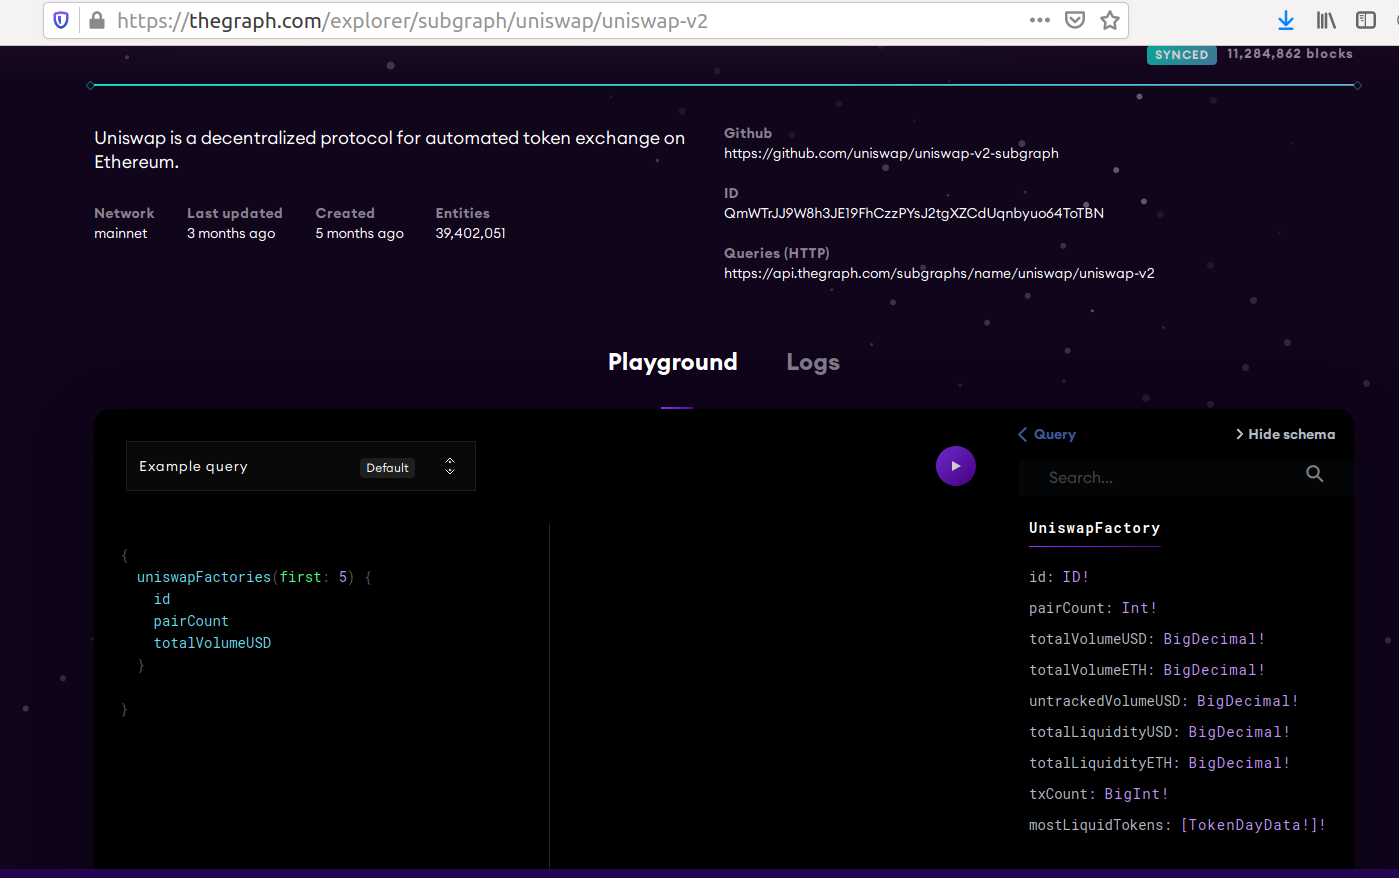 https://thegraph.com/explorer/subgraph/uniswap/uniswap-v2
SYNCED 11,284,862 blocks
Uniswap is a decentralized protocol for automated token exchange on
Ethereum.
Network Last updated Created Entities
mainnet 3 months ago 5 months ago 39,402,051
Github
https://github.com/uniswap/uniswap-v2-subgraph
ID
QmWTrJJ9W8h3JE19FhCzzPYsJ2tgXZCdUqnbyuo64ToTBN
Queries (HTTP)
https://api.thegraph.com/subgraphs/name/uniswap/uniswap-v2
Playground Logs
Example query Default
{
uniswapFactories(first: 5) {
id
pairCount
totalVolumeUSD
}
}
Query Hide schema
Search...
UniswapFactory
id: ID!
pairCount: Int!
totalVolumeUSD: BigDecimal!
totalVolumeETH: BigDecimal!
untrackedVolumeUSD: BigDecimal!
totalLiquidityUSD: BigDecimal!
totalLiquidityETH: BigDecimal!
txCount: BigInt!
mostLiquidTokens: [TokenDayData!]!